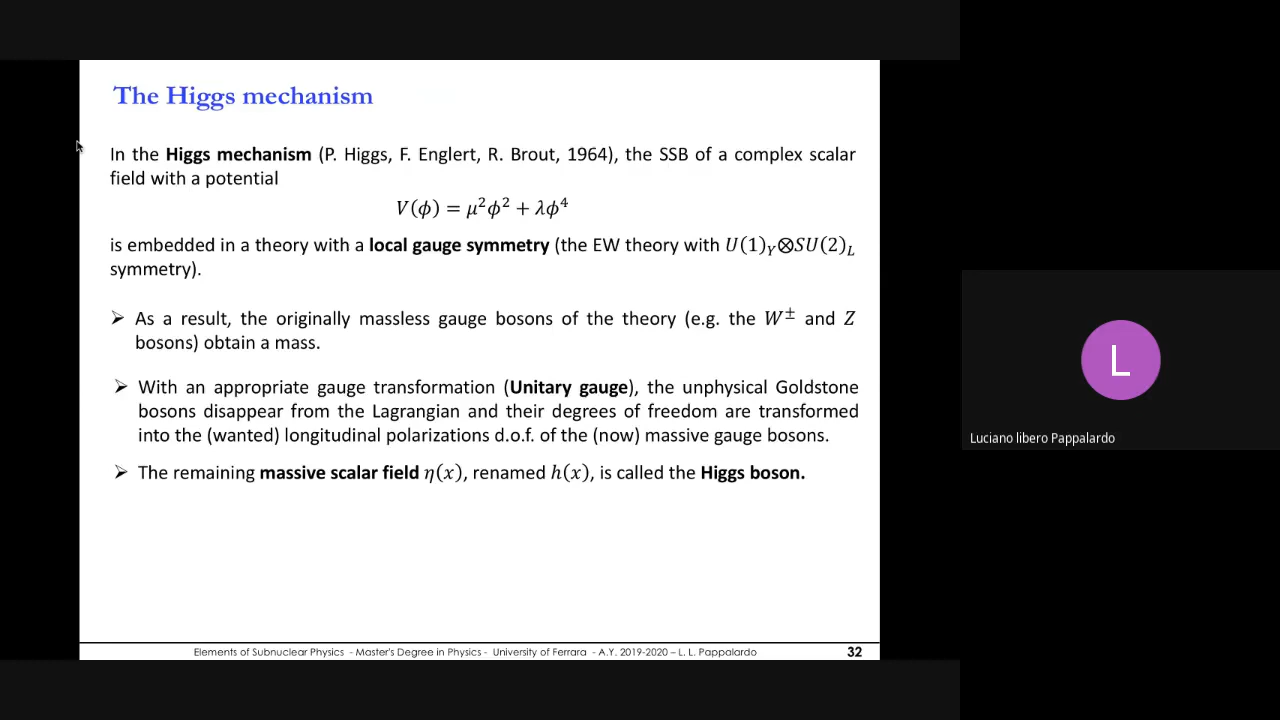 The Higgs mechanism
In the Higgs mechanism (P. Higgs, F. Englert, R. Brout, 1964), the SSB of a complex scalar
field with a potential
V(ϕ) = μ²ϕ² + λϕ⁴
is embedded in a theory with a local gauge symmetry (the EW theory with U(1)_Y⊗SU(2)_L
symmetry).
➢ As a result, the originally massless gauge bosons of the theory (e.g. the W^± and Z
bosons) obtain a mass.
➢ With an appropriate gauge transformation (Unitary gauge), the unphysical Goldstone
bosons disappear from the Lagrangian and their degrees of freedom are transformed
into the (wanted) longitudinal polarizations d.o.f. of the (now) massive gauge bosons.
➢ The remaining massive scalar field η(x), renamed h(x), is called the Higgs boson.
Elements of Subnuclear Physics - Master's Degree in Physics - University of Ferrara - A.Y. 2019-2020 – L. L. Pappalardo
32
L
Luciano libero Pappalardo